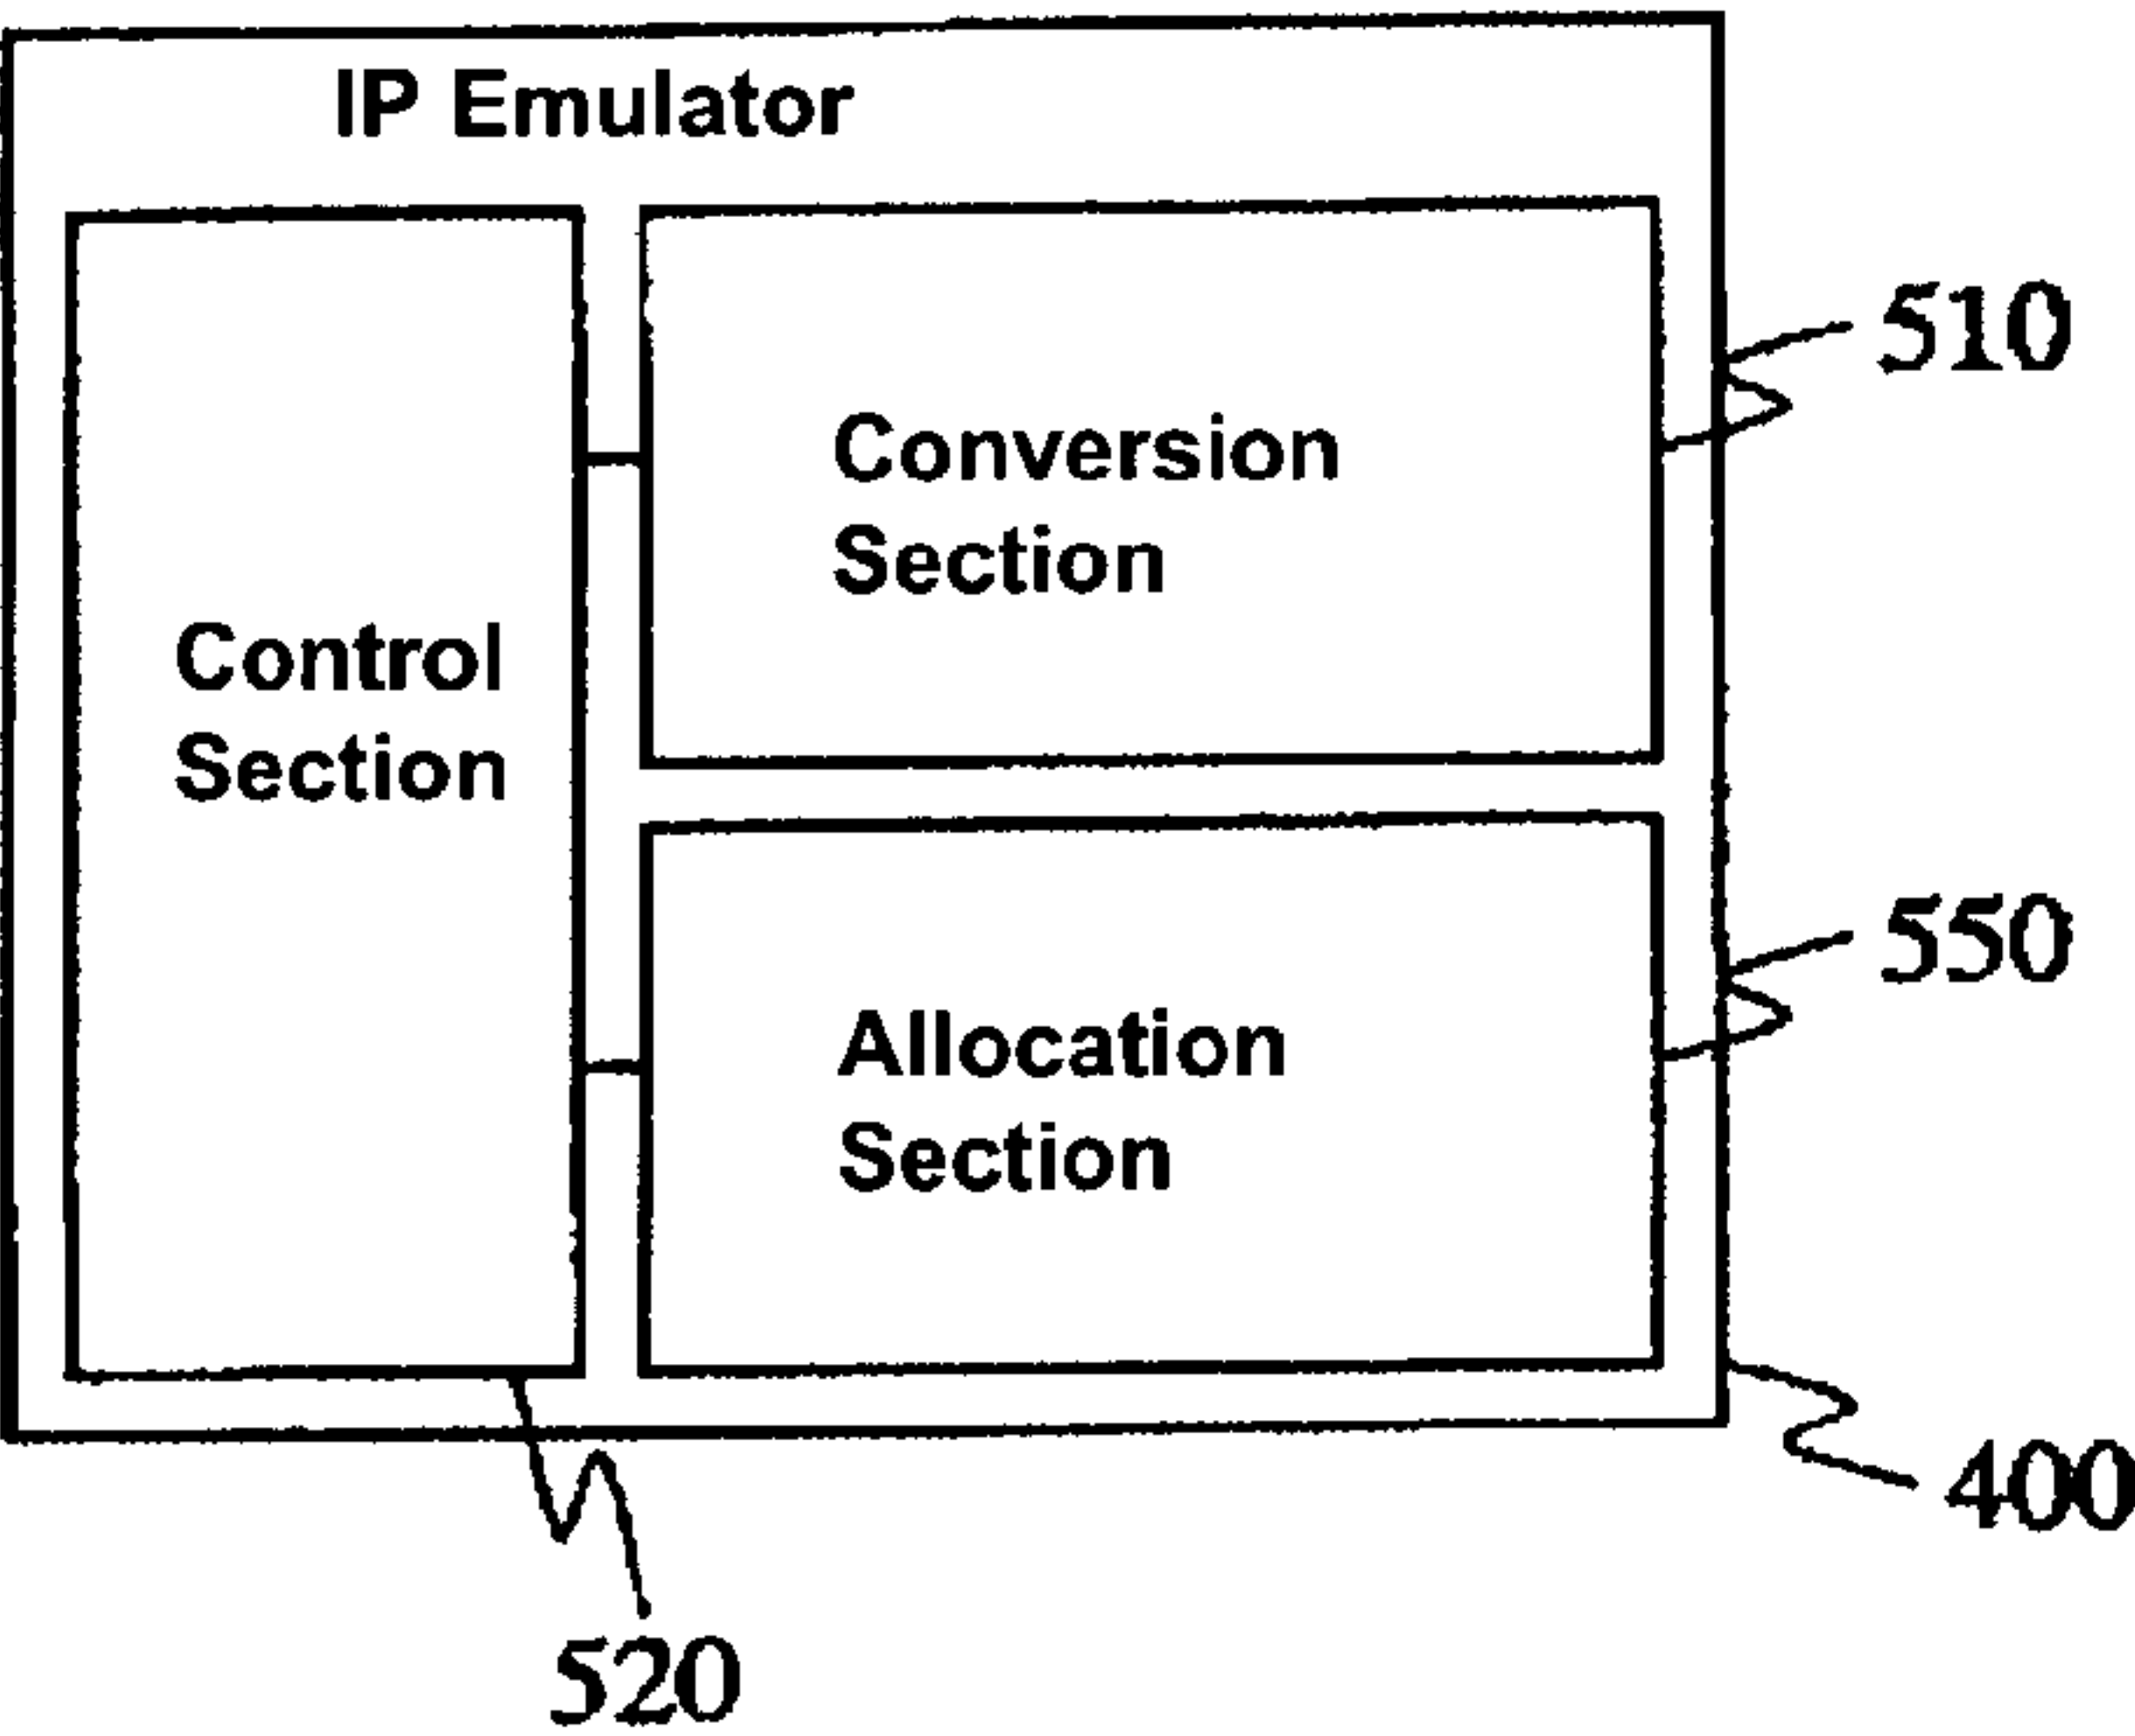 IP Emulator
Control
Section
Conversion
Section
Allocation
Section
510
550
400
520